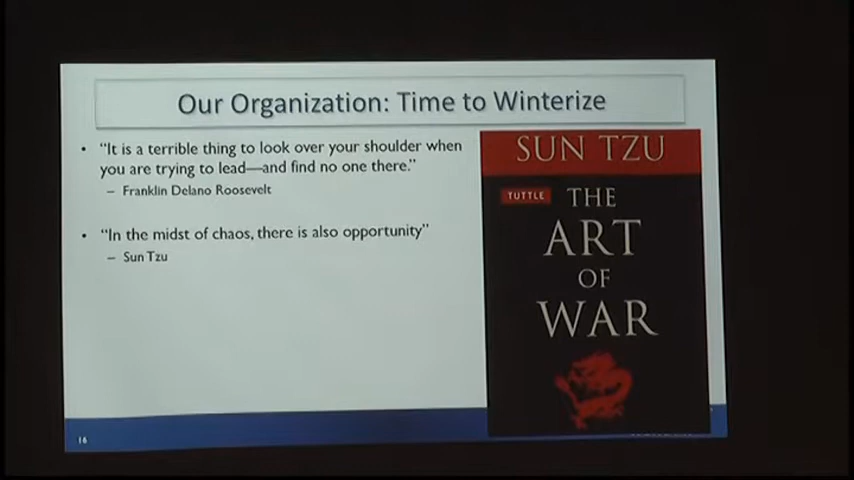 Our Organization: Time to Winterize
• “It is a terrible thing to look over your shoulder when
you are trying to lead—and find no one there.”
– Franklin Delano Roosevelt
• “In the midst of chaos, there is also opportunity”
– Sun Tzu
SUN TZU
TUTTLE
THE
ART
OF
WAR
16